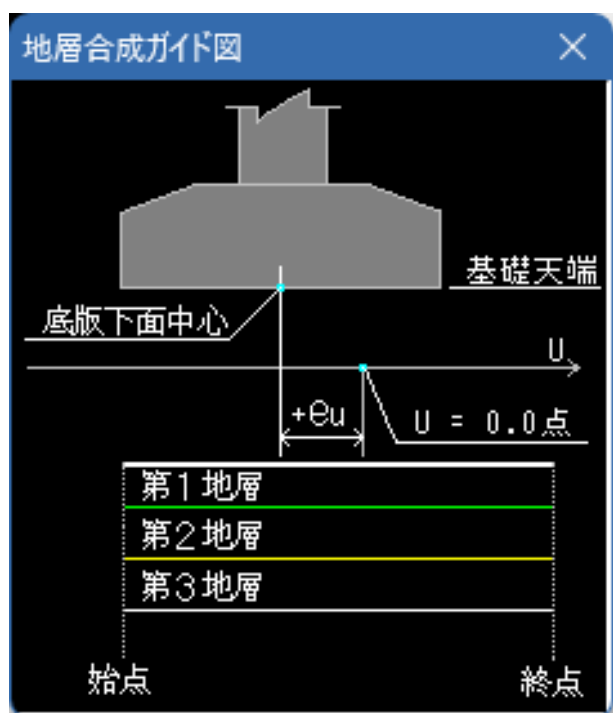 地層合成ガイド図
基礎天端
底版下面中心
U
+eu
U = 0.0点
第1地層
第2地層
第3地層
始点
終点